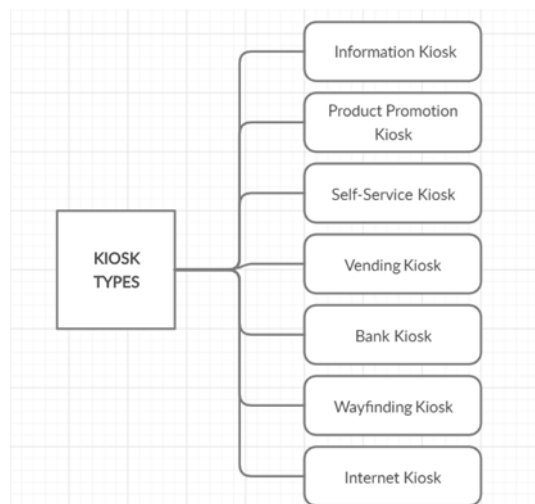 Information Kiosk
Product Promotion
Kiosk
Self-Service Kiosk
KIOSK
TYPES
Vending Kiosk
Bank Kiosk
Wayfinding Kiosk
Internet Kiosk